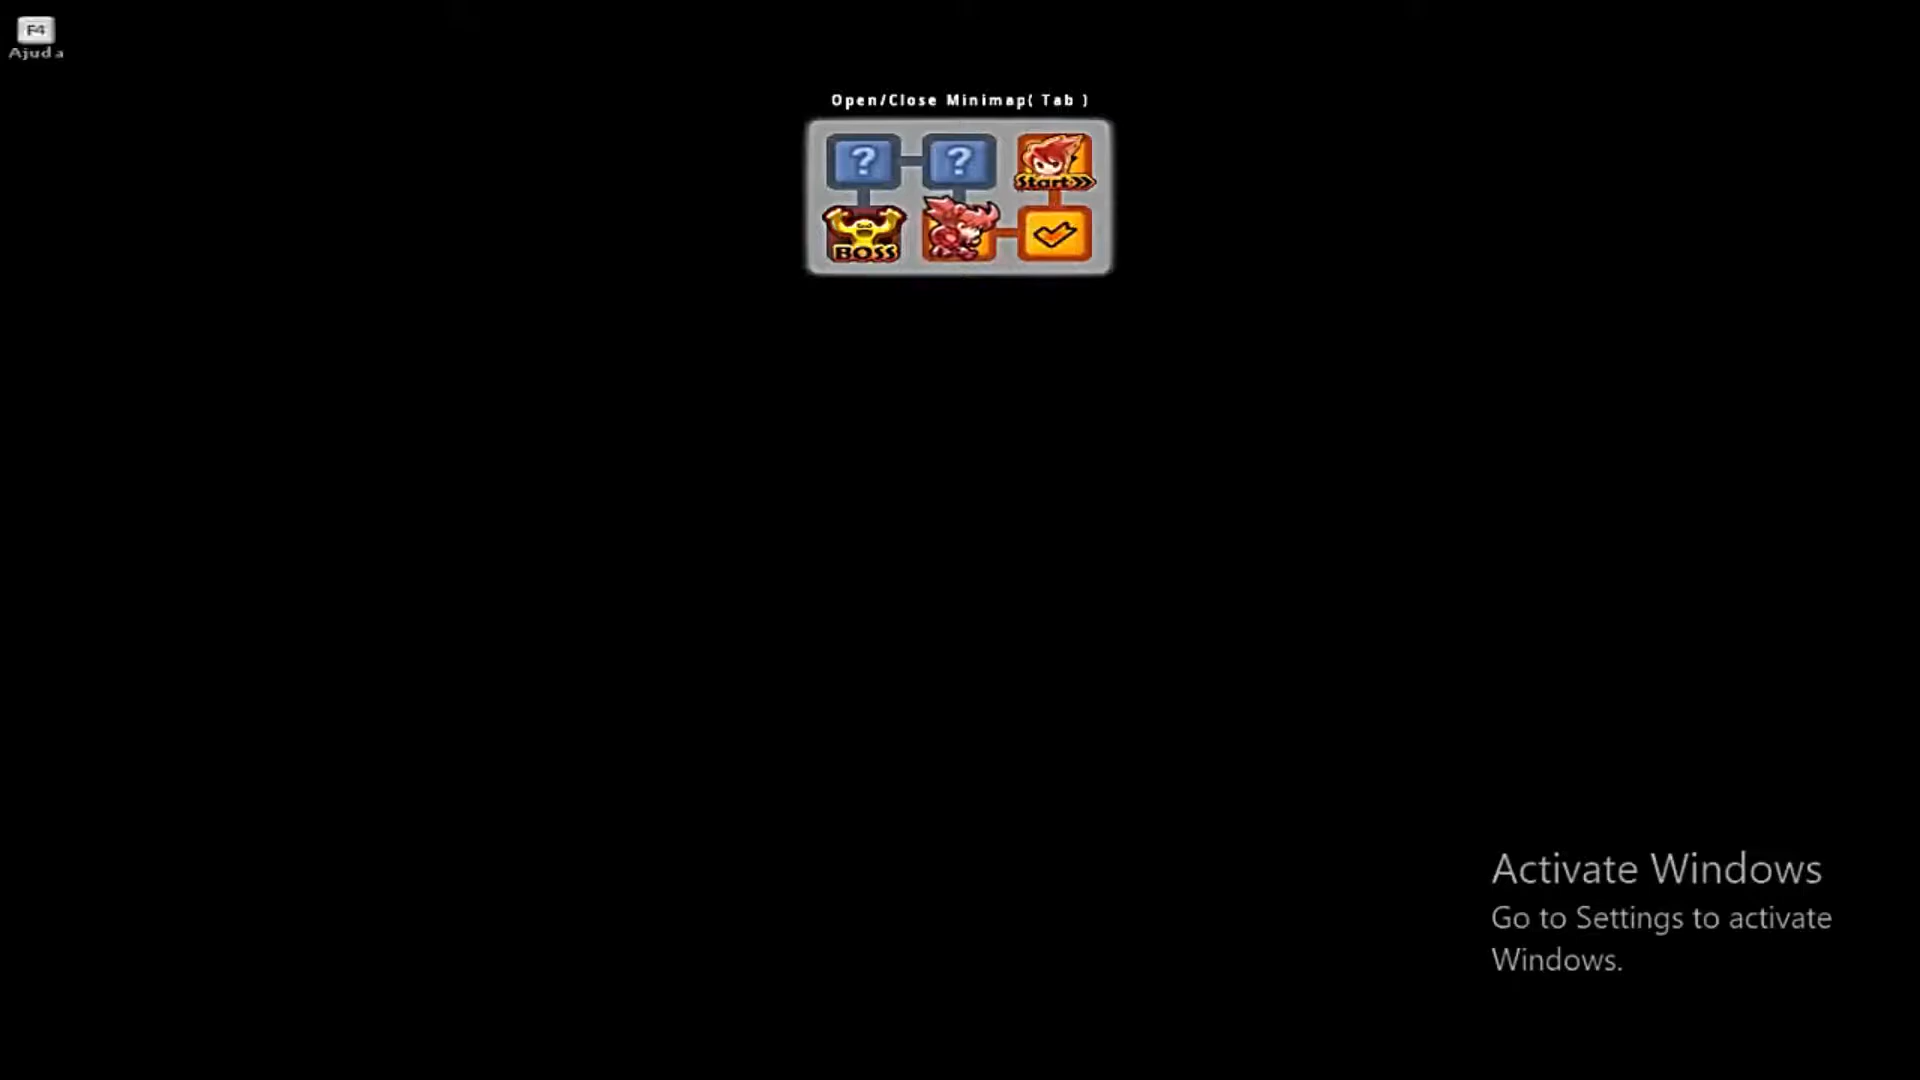 F4
Ajuda
Open/Close Minimap( Tab )
?
?
Start
BOSS
Activate Windows
Go to Settings to activate
Windows.